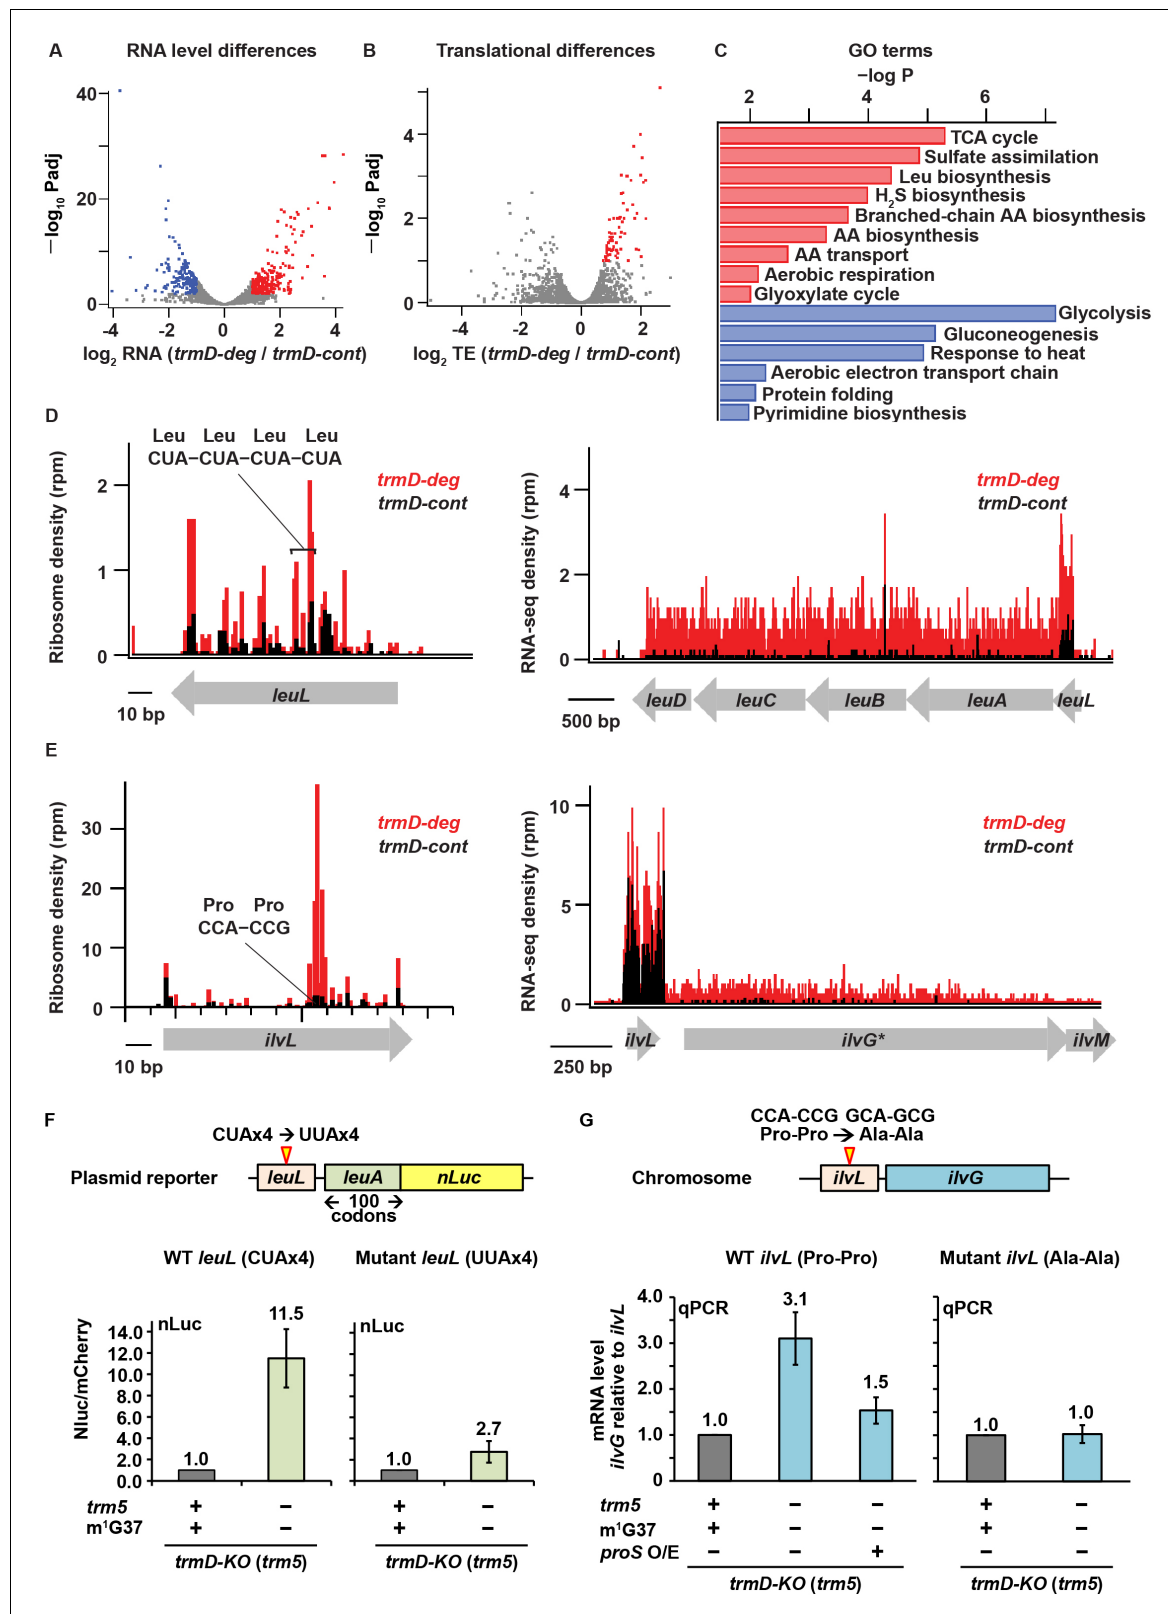 A RNA level differences
40
20
0
−log10 Padj
-4 -2 0 2 4
log2 RNA (trmD-deg / trmD-cont)
B Translational differences
4
2
0
−log10 Padj
-4 -2 0 2
log2 TE (trmD-deg / trmD-cont)
C GO terms
−log P
2 4 6
TCA cycle
Sulfate assimilation
Leu biosynthesis
H2S biosynthesis
Branched-chain AA biosynthesis
AA biosynthesis
AA transport
Aerobic respiration
Glyoxylate cycle
Glycolysis
Gluconeogenesis
Response to heat
Aerobic electron transport chain
Protein folding
Pyrimidine biosynthesis
D
Leu Leu Leu Leu
CUA−CUA−CUA−CUA
trmD-deg
trmD-cont
Ribosome density (rpm)
2
1
0
10 bp
leuL
trmD-deg
trmD-cont
RNA-seq density (rpm)
4
2
0
500 bp
leuD leuC leuB leuA leuL
E
trmD-deg
trmD-cont
Ribosome density (rpm)
30
20
10
0
Pro Pro
CCA−CCG
10 bp
ilvL
trmD-deg
trmD-cont
RNA-seq density (rpm)
10
5
0
250 bp
ilvL ilvG* ilvM
F
CUAx4 → UUAx4
Plasmid reporter
leuL leuA nLuc
← 100 →
codons
WT leuL (CUAx4)
Mutant leuL (UUAx4)
Nluc/mCherry
14.0
12.0
10.0
8.0
6.0
4.0
2.0
0.0
nLuc
1.0
11.5
nLuc
1.0
2.7
trm5 + − + −
m1G37 + − + −
trmD-KO (trm5) trmD-KO (trm5)
G
CCA-CCG GCA-GCG
Pro-Pro → Ala-Ala
Chromosome
ilvL ilvG
WT ilvL (Pro-Pro)
Mutant ilvL (Ala-Ala)
mRNA level
ilvG relative to ilvL
4.0
3.0
2.0
1.0
0
qPCR
1.0
3.1
1.5
qPCR
1.0
1.0
trm5 + − − + −
m1G37 + − − + −
proS O/E − − + − −
trmD-KO (trm5) trmD-KO (trm5)